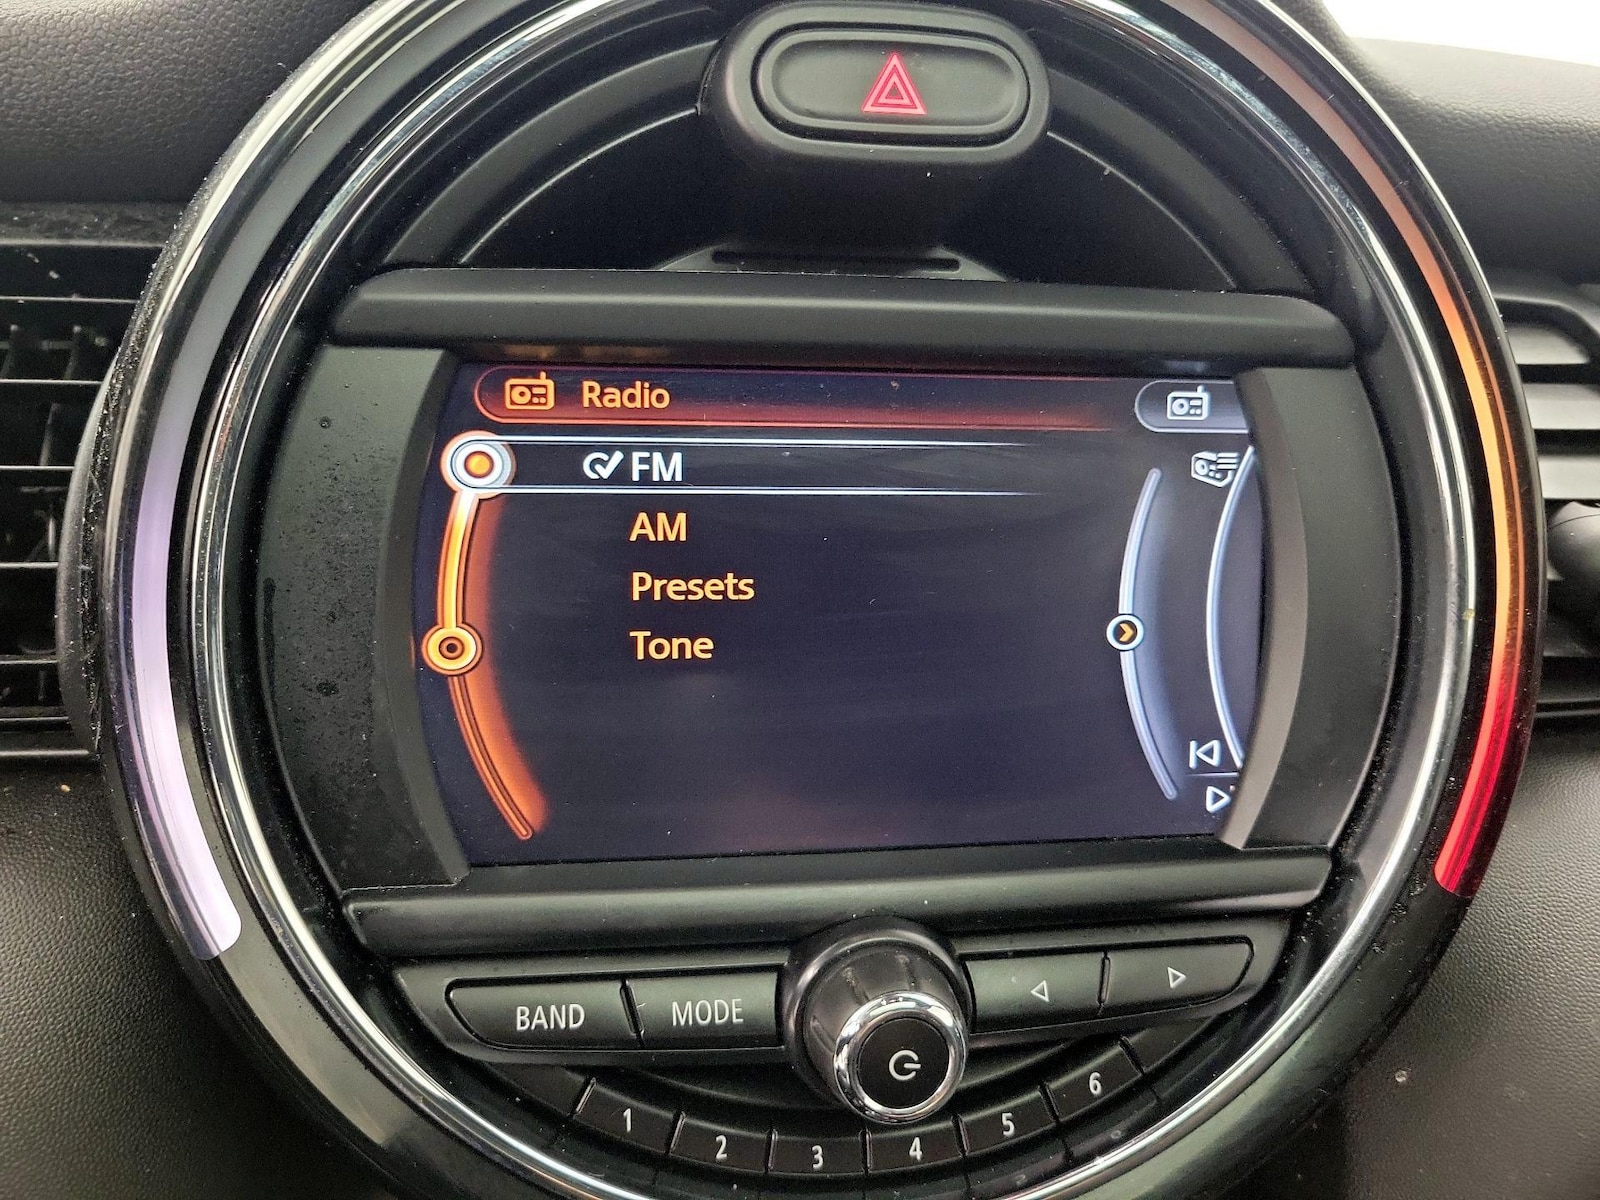 Radio
FM
AM
Presets
Tone
BAND MODE
1 2 3 4 5 6